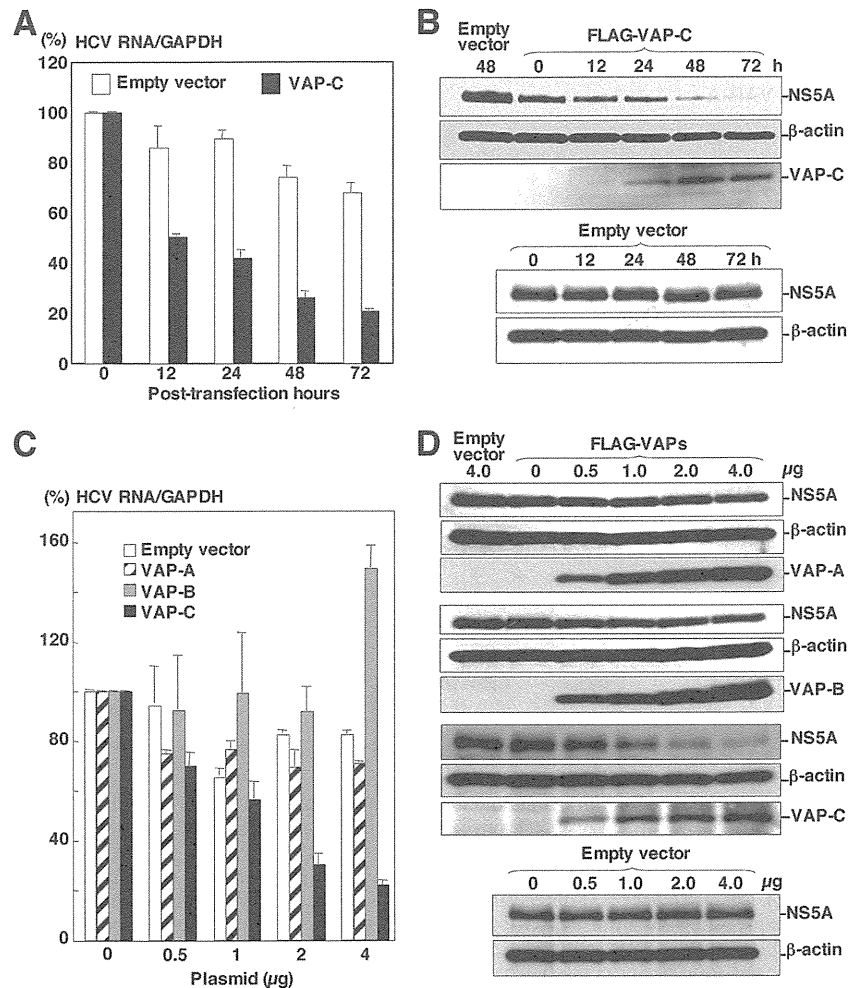 A
(%) HCV RNA/GAPDH
120
100
80
60
40
20
0
Empty vector
VAP-C
0 12 24 48 72
Post-transfection hours
B
Empty vector
FLAG-VAP-C
48 0 12 24 48 72 h
NS5A
β-actin
VAP-C
Empty vector
0 12 24 48 72 h
NS5A
β-actin
C
(%) HCV RNA/GAPDH
160
120
80
40
0
Empty vector
VAP-A
VAP-B
VAP-C
0 0.5 1 2 4
Plasmid (µg)
D
Empty vector
FLAG-VAPs
4.0 0 0.5 1.0 2.0 4.0 µg
NS5A
β-actin
VAP-A
NS5A
β-actin
VAP-B
NS5A
β-actin
VAP-C
Empty vector
0 0.5 1.0 2.0 4.0 µg
NS5A
β-actin